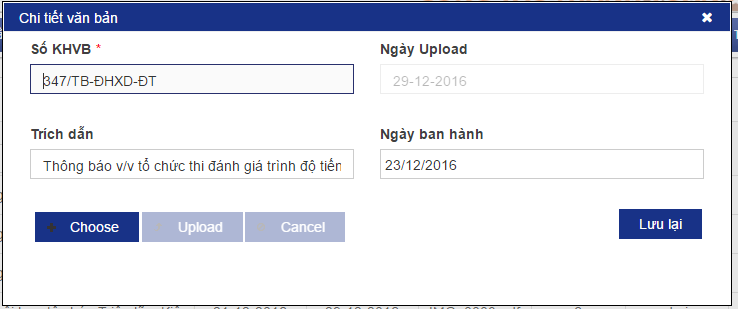 Chi tiết văn bản
Số KHVB * Ngày Upload
347/TB-ĐHXD-ĐT 29-12-2016
Trích dẫn Ngày ban hành
Thông báo v/v tổ chức thi đánh giá trình độ tiến 23/12/2016
Choose Upload Cancel Lưu lại